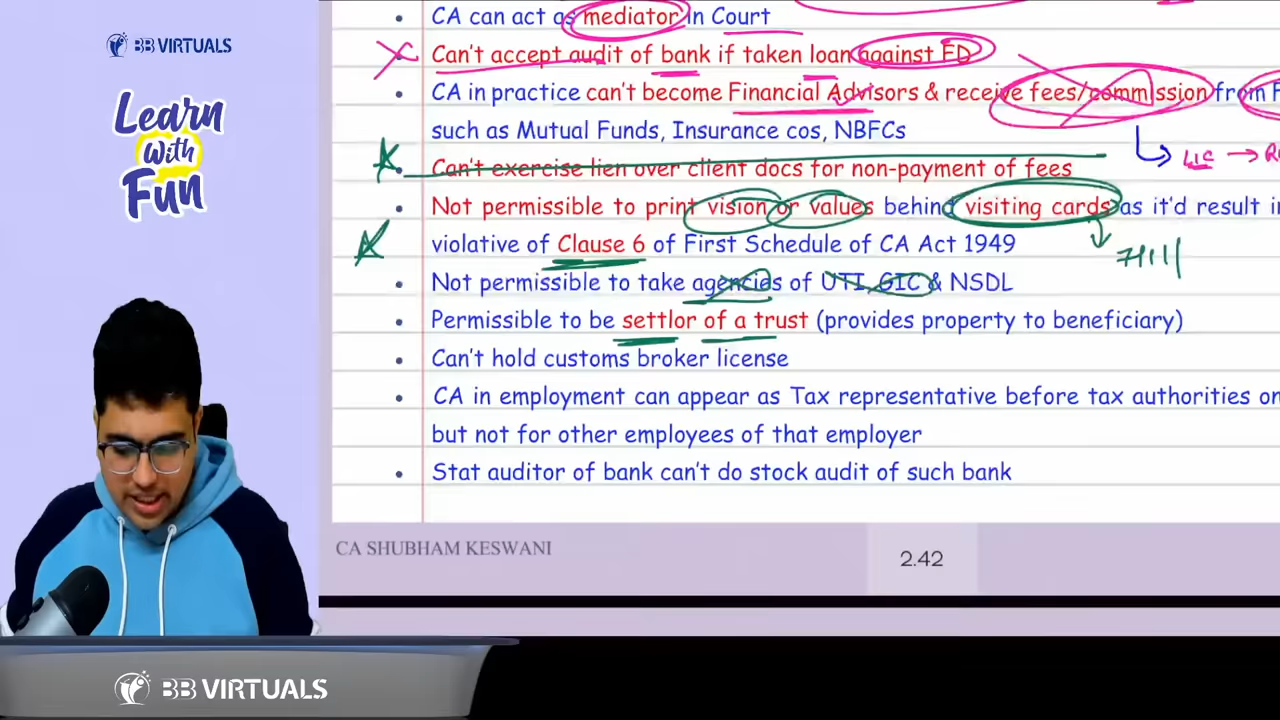 BB VIRTUALS
Learn
With
Fun
CA can act as mediator in Court
Can't accept audit of bank if taken loan against FD
CA in practice can't become Financial Advisors & receive fees/commission from F
such as Mutual Funds, Insurance cos, NBFCs
LIC → R
Can't exercise lien over client docs for non-payment of fees
Not permissible to print vision or values behind visiting cards as it'd result in
violative of Clause 6 of First Schedule of CA Act 1949
Not permissible to take agencies of UTI, GIC & NSDL
Permissible to be settlor of a trust (provides property to beneficiary)
Can't hold customs broker license
CA in employment can appear as Tax representative before tax authorities on
but not for other employees of that employer
Stat auditor of bank can't do stock audit of such bank
CA SHUBHAM KESWANI
2.42
BB VIRTUALS